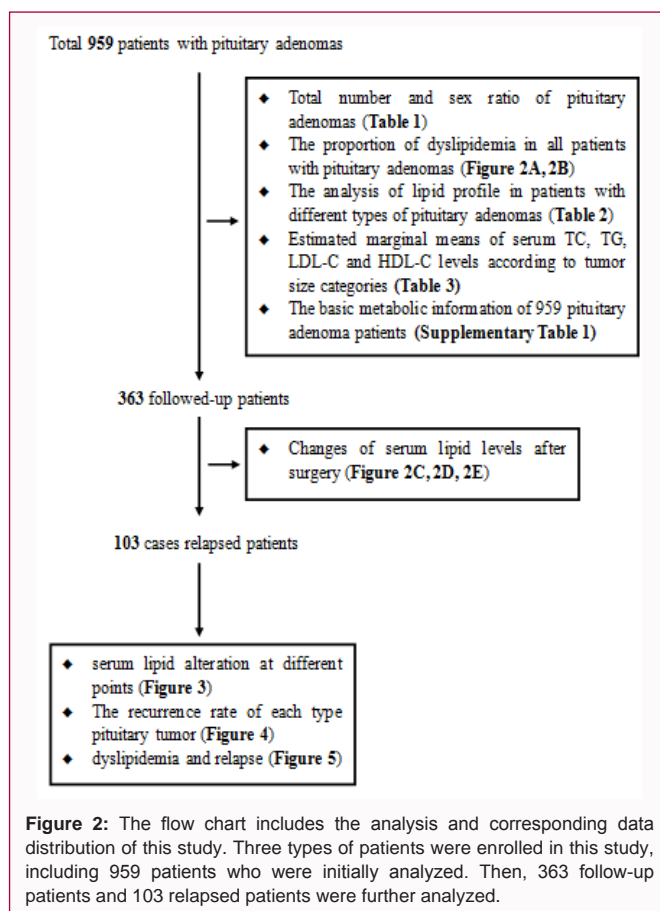 Total 959 patients with pituitary adenomas
◆ Total number and sex ratio of pituitary
adenomas (Table 1)
◆ The proportion of dyslipidemia in all patients
with pituitary adenomas (Figure 2A, 2B)
◆ The analysis of lipid profile in patients with
different types of pituitary adenomas (Table 2)
◆ Estimated marginal means of serum TC, TG,
LDL-C and HDL-C levels according to tumor
size categories (Table 3)
◆ The basic metabolic information of 959 pituitary
adenoma patients (Supplementary Table 1)
363 followed-up patients
◆ Changes of serum lipid levels after
surgery (Figure 2C, 2D, 2E)
103 cases relapsed patients
◆ serum lipid alteration at different
points (Figure 3)
◆ The recurrence rate of each type
pituitary tumor (Figure 4)
◆ dyslipidemia and relapse (Figure 5)
Figure 2: The flow chart includes the analysis and corresponding data
distribution of this study. Three types of patients were enrolled in this study,
including 959 patients who were initially analyzed. Then, 363 follow-up
patients and 103 relapsed patients were further analyzed.